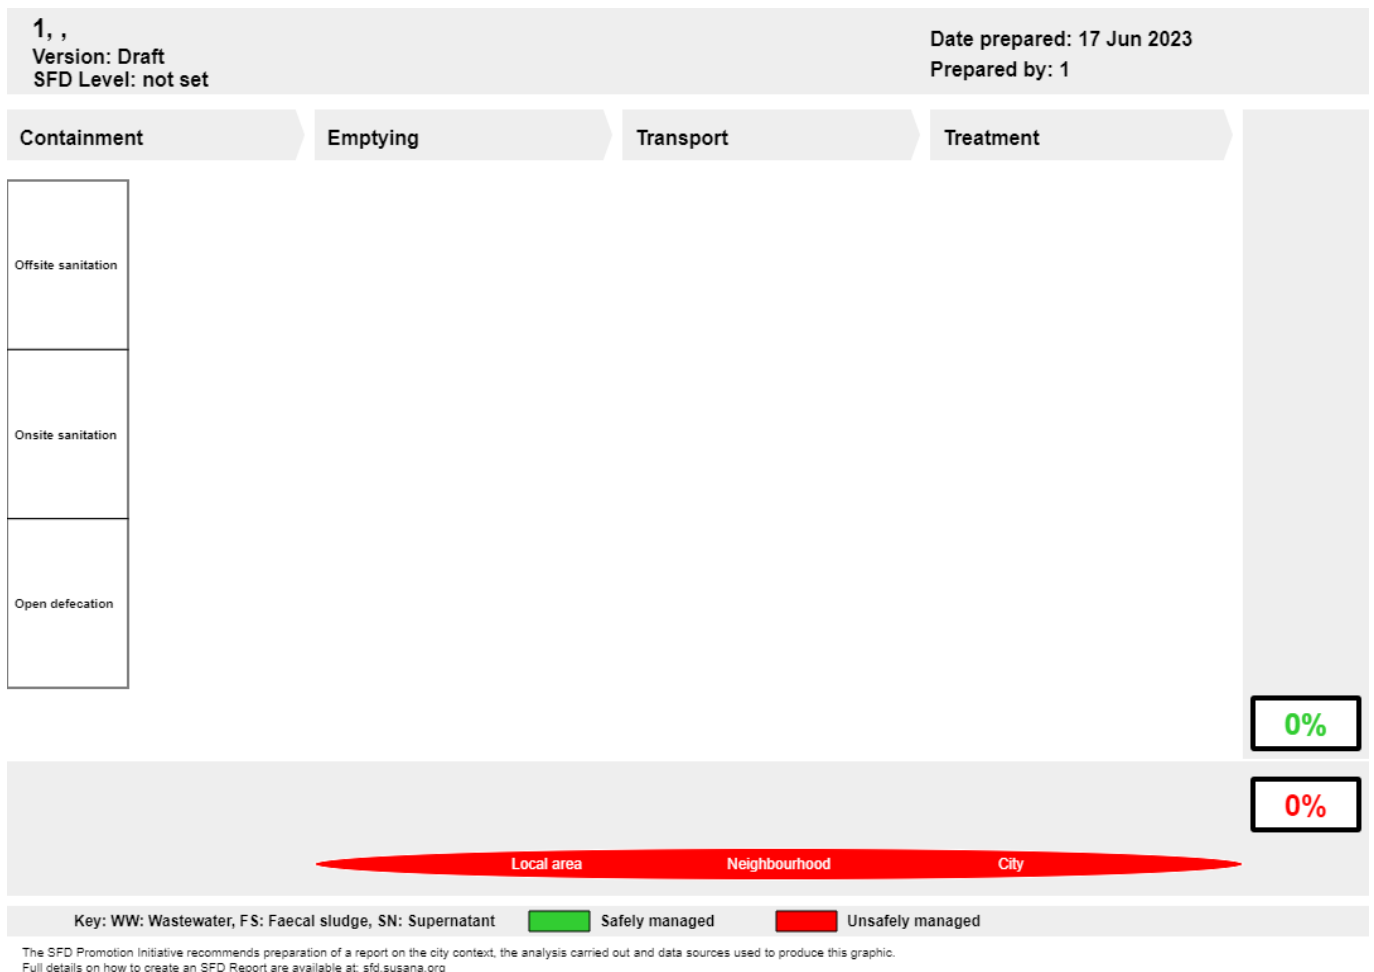 1, ,
Version: Draft
SFD Level: not set
Date prepared: 17 Jun 2023
Prepared by: 1
Containment
Emptying
Transport
Treatment
Offsite sanitation
Onsite sanitation
Open defecation
0%
0%
Local area
Neighbourhood
City
Key: WW: Wastewater, FS: Faecal sludge, SN: Supernatant
Safely managed
Unsafely managed
The SFD Promotion Initiative recommends preparation of a report on the city context, the analysis carried out and data sources used to produce this graphic.
Full details on how to create an SFD Report are available at: sfd.susana.org